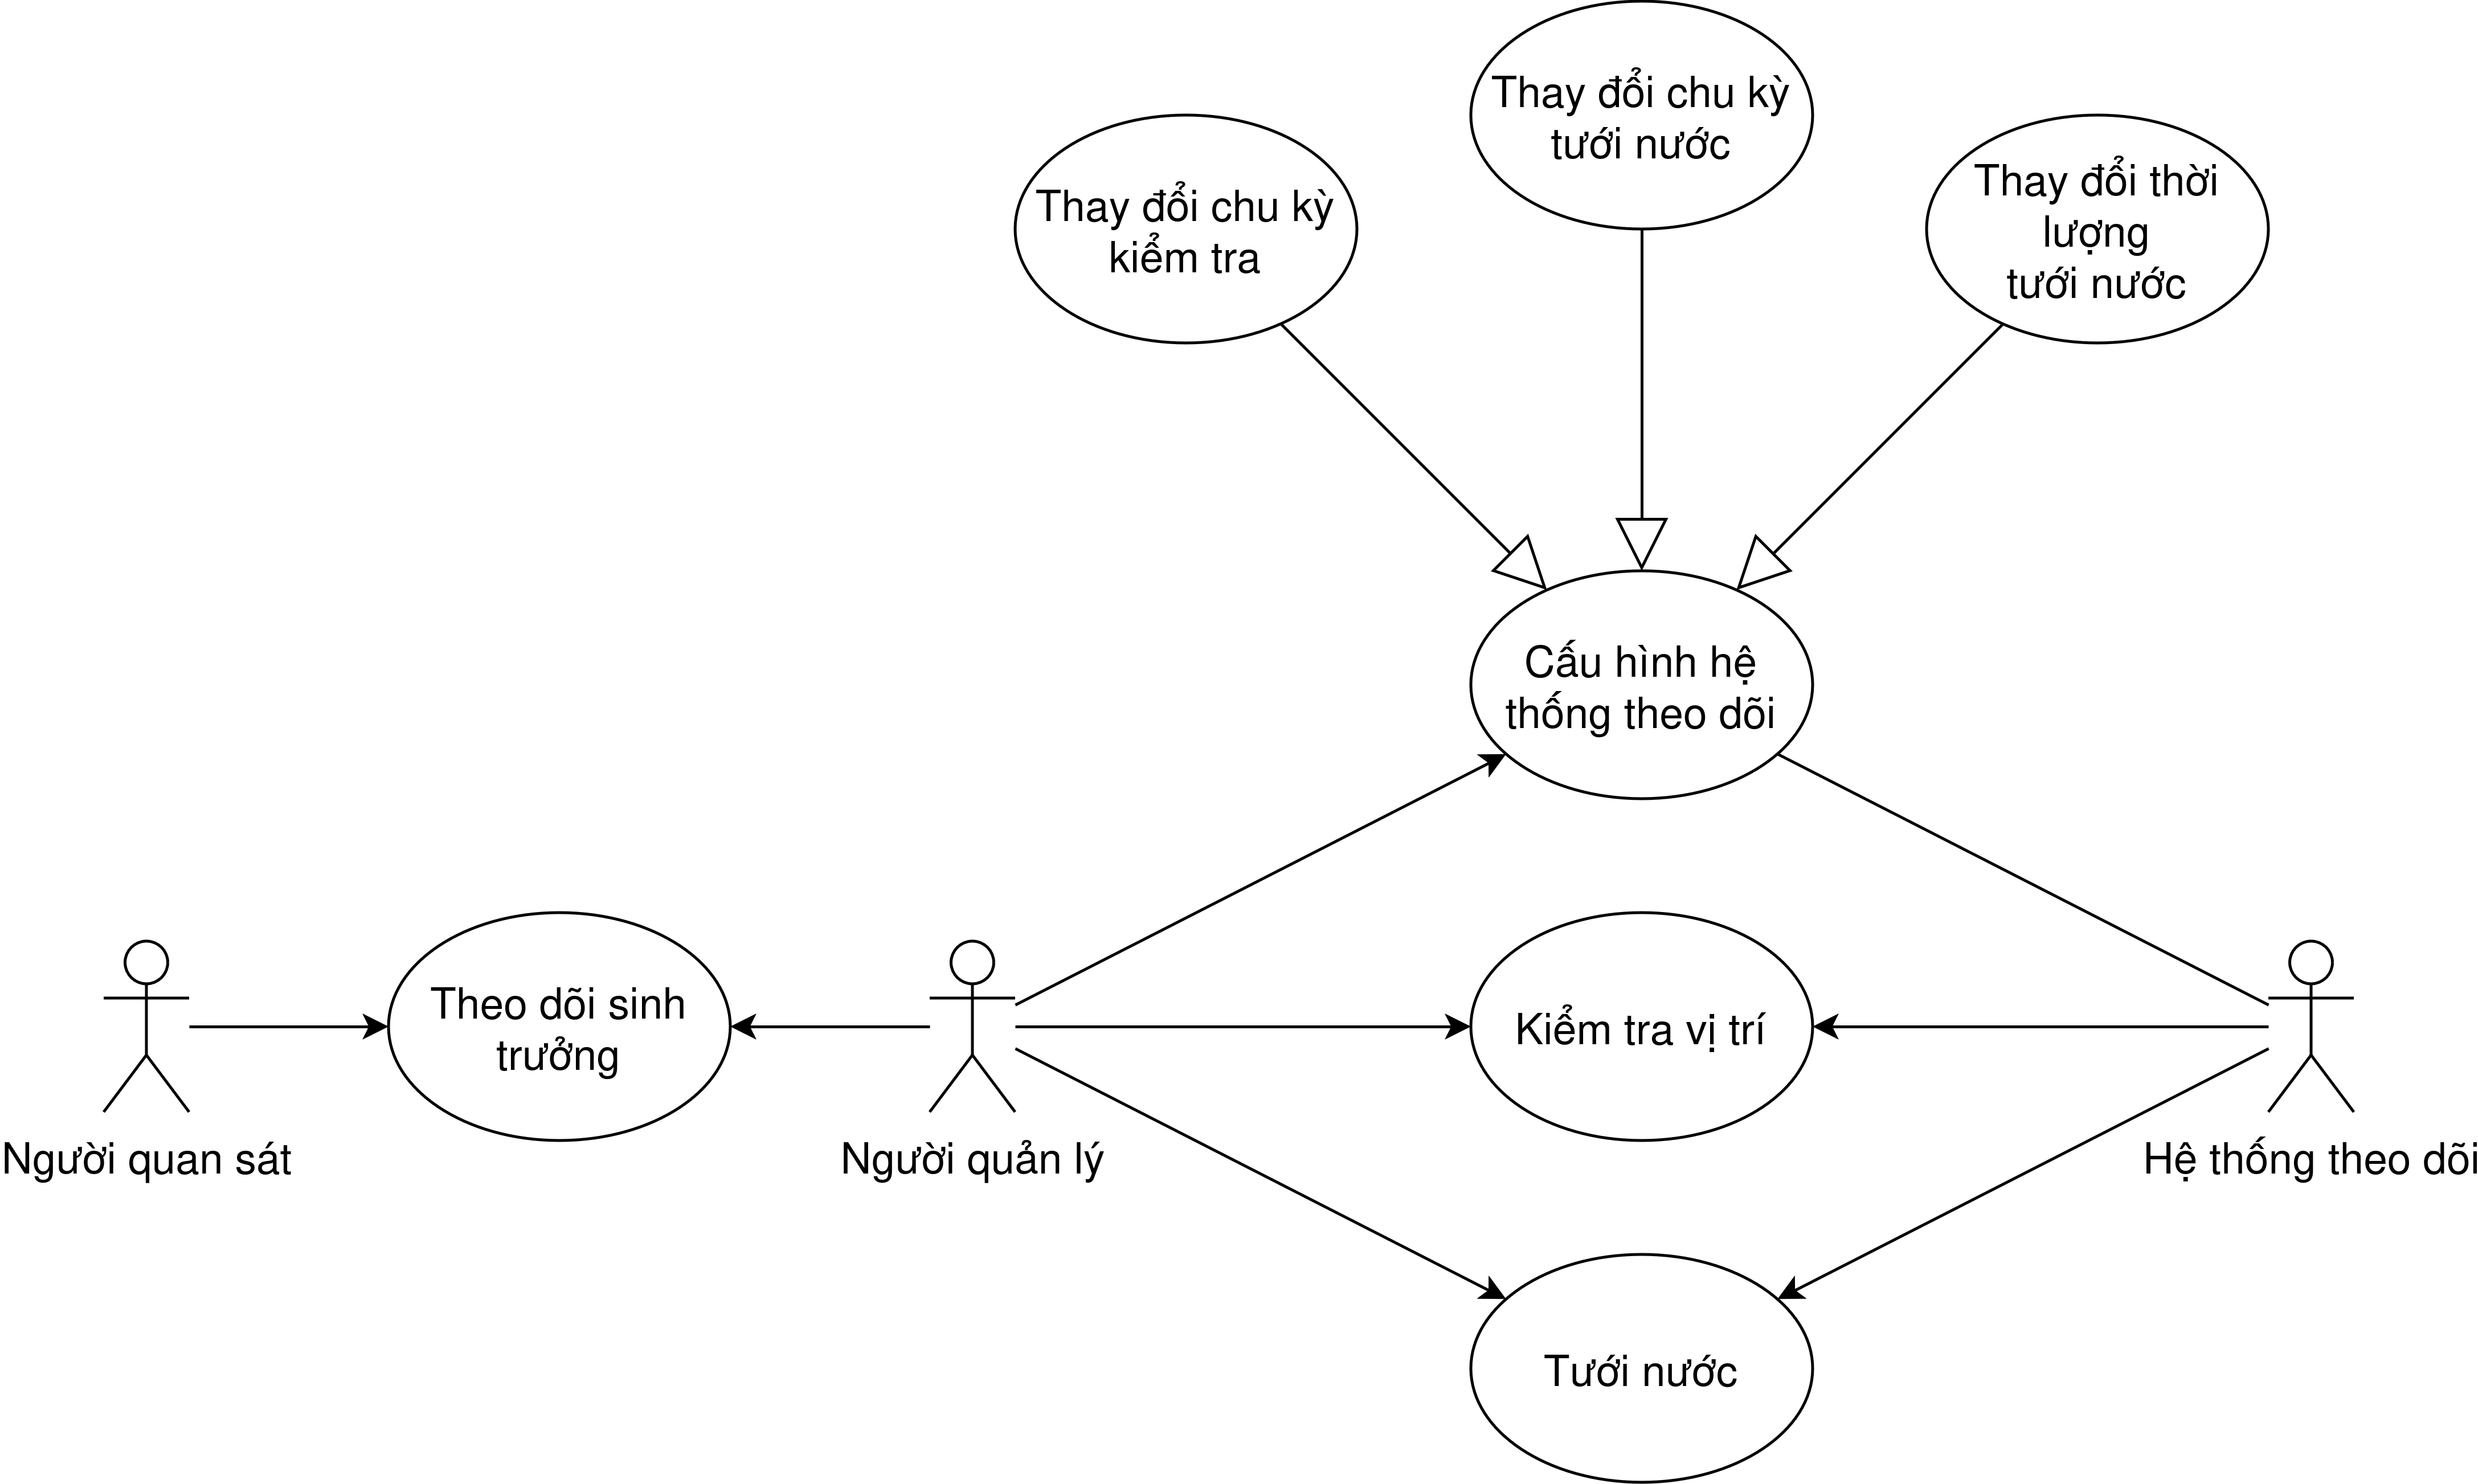 Thay đổi chu kỳ
tưới nước
Thay đổi chu kỳ
kiểm tra
Thay đổi thời
lượng
tưới nước
Cấu hình hệ
thống theo dõi
Theo dõi sinh
trưởng
Kiểm tra vị trí
Người quan sát
Người quản lý
Hệ thống theo dõi
Tưới nước